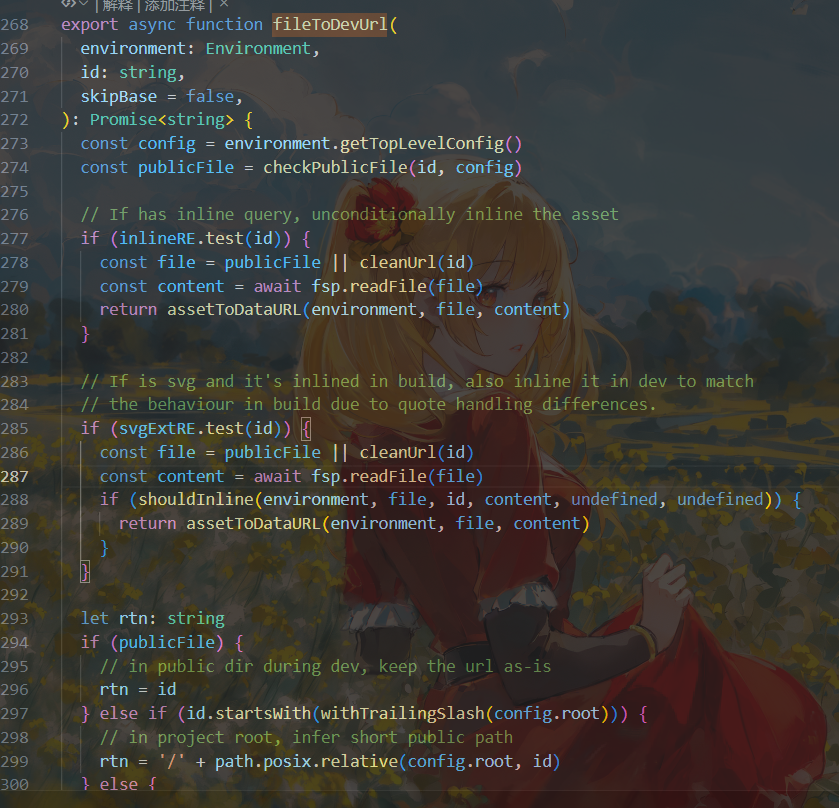 解释 | 添加注释 | ×
268 export async function fileToDevUrl(
269   environment: Environment,
270   id: string,
271   skipBase = false,
272 ): Promise<string> {
273   const config = environment.getTopLevelConfig()
274   const publicFile = checkPublicFile(id, config)
275
276   // If has inline query, unconditionally inline the asset
277   if (inlineRE.test(id)) {
278     const file = publicFile || cleanUrl(id)
279     const content = await fsp.readFile(file)
280     return assetToDataURL(environment, file, content)
281   }
282
283   // If is svg and it's inlined in build, also inline it in dev to match
284   // the behaviour in build due to quote handling differences.
285   if (svgExtRE.test(id)) {
286     const file = publicFile || cleanUrl(id)
287     const content = await fsp.readFile(file)
288     if (shouldInline(environment, file, id, content, undefined, undefined)) {
289       return assetToDataURL(environment, file, content)
290     }
291   }
292
293   let rtn: string
294   if (publicFile) {
295     // in public dir during dev, keep the url as-is
296     rtn = id
297   } else if (id.startsWith(withTrailingSlash(config.root))) {
298     // in project root, infer short public path
299     rtn = '/' + path.posix.relative(config.root, id)
300   } else {